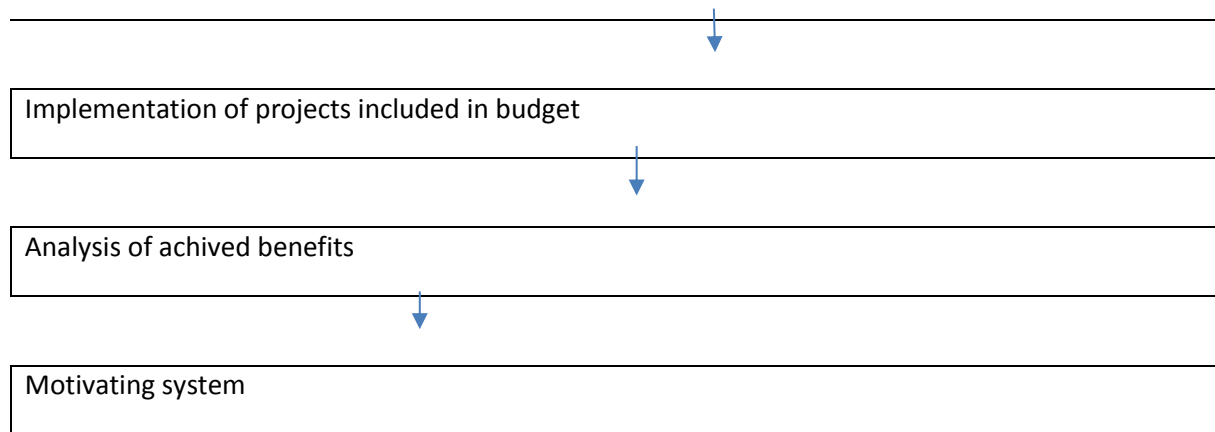 Implementation of projects included in budget
Analysis of achived benefits
Motivating system